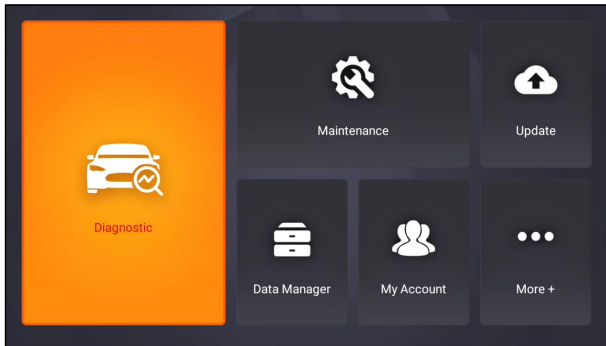 Diagnostic
Maintenance
Update
Data Manager
My Account
More +